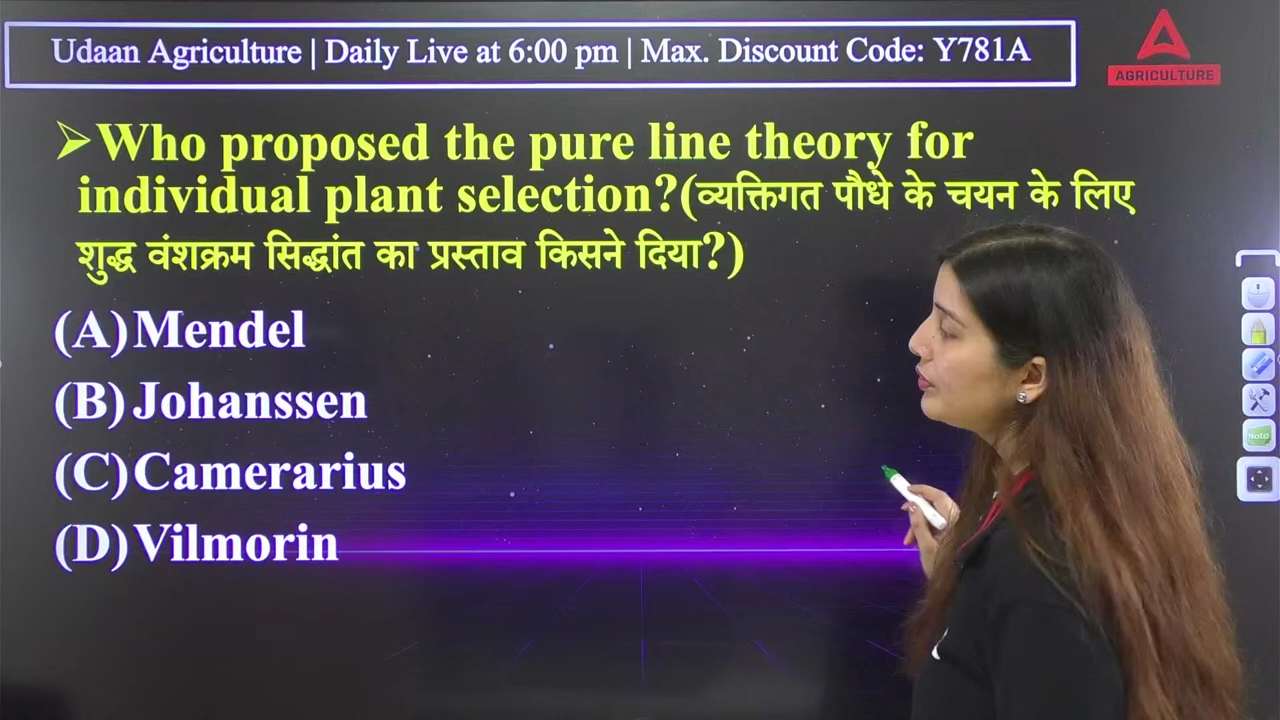 Udaan Agriculture | Daily Live at 6:00 pm | Max. Discount Code: Y781A
AGRICULTURE
➢Who proposed the pure line theory for
individual plant selection?(व्यक्तिगत पौधे के चयन के लिए
शुद्ध वंशक्रम सिद्धांत का प्रस्ताव किसने दिया?)
(A)Mendel
(B)Johanssen
(C)Camerarius
(D)Vilmorin
Note